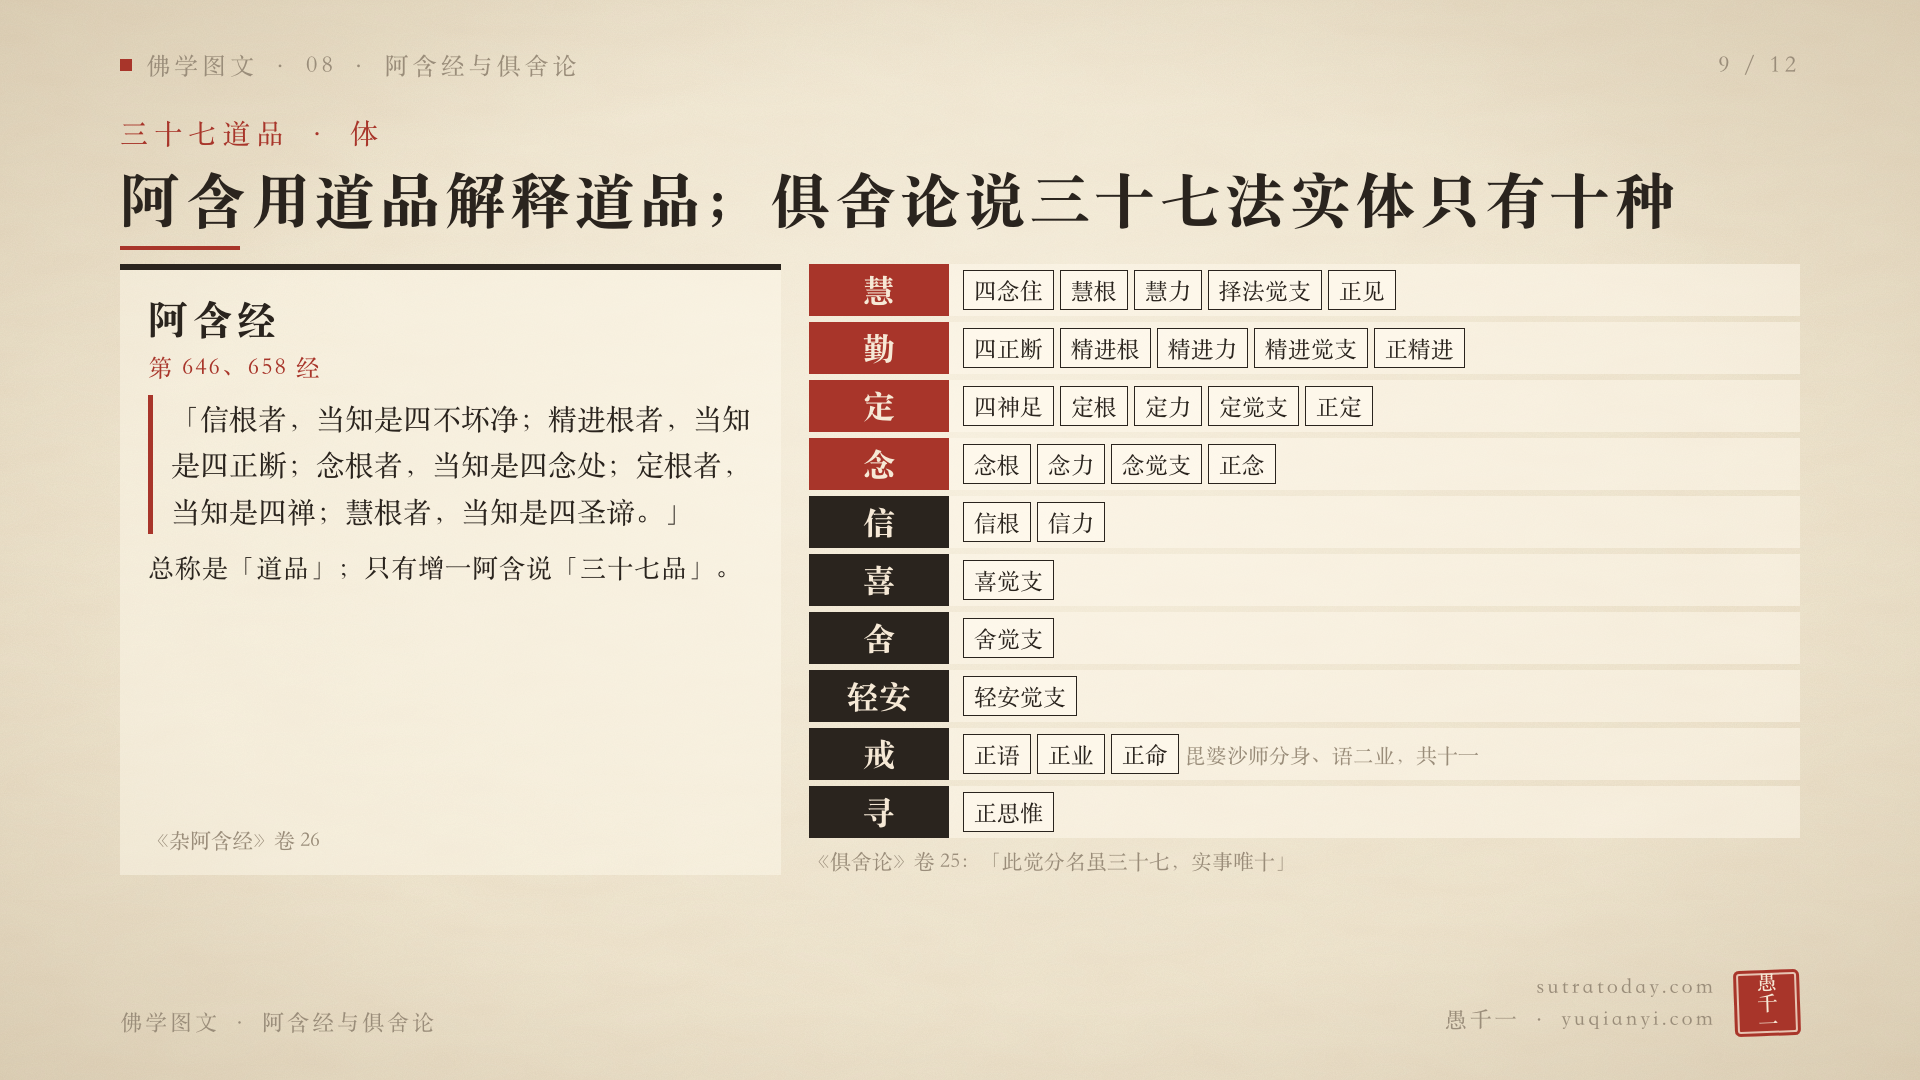 佛学图文 · 08 · 阿含经与俱舍论
9 / 12
三十七道品 · 体
阿含用道品解释道品；俱舍论说三十七法实体只有十种
阿含经
第 646、658 经
「信根者，当知是四不坏净；精进根者，当知
是四正断；念根者，当知是四念处；定根者，
当知是四禅；慧根者，当知是四圣谛。」
总称是「道品」；只有增一阿含说「三十七品」。
《杂阿含经》卷 26
慧 四念住 慧根 慧力 择法觉支 正见
勤 四正断 精进根 精进力 精进觉支 正精进
定 四神足 定根 定力 定觉支 正定
念 念根 念力 念觉支 正念
信 信根 信力
喜 喜觉支
舍 舍觉支
轻安 轻安觉支
戒 正语 正业 正命 毘婆沙师分身、语二业，共十一
寻 正思惟
《俱舍论》卷 25：「此觉分名虽三十七，实事唯十」
佛学图文 · 阿含经与俱舍论
sutratoday.com
愚千一 · yuqianyi.com
愚千一